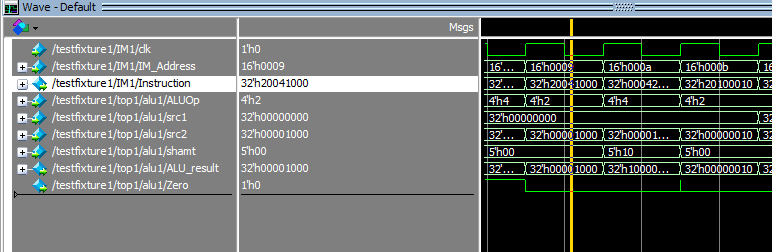 Wave - Default
Msgs
/testfixture1/IM1/clk 1'h0
/testfixture1/IM1/IM_Address 16'h0009 16'... 16'h0009 16'h000a 16'h000b 16'...
/testfixture1/IM1/Instruction 32'h20041000 32'... 32'h20041000 32'h00042... 32'h20100010 32'...
/testfixture1/top1/alu1/ALUOp 4'h2 4'h4 4'h2 4'h4 4'h2
/testfixture1/top1/alu1/src1 32'h00000000 32'h00000000 32'...
/testfixture1/top1/alu1/src2 32'h00001000 32'... 32'h00001000 32'h00001... 32'h00000010 32'...
/testfixture1/top1/alu1/shamt 5'h00 5'h00 5'h10 5'h00
/testfixture1/top1/alu1/ALU_result 32'h00001000 32'... 32'h00001000 32'h10000... 32'h00000010 32'...
/testfixture1/top1/alu1/Zero 1'h0